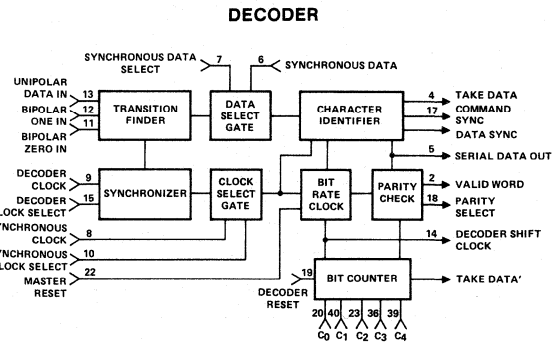 DECODER
SYNCHRONOUS DATA SELECT 7
6 SYNCHRONOUS DATA
UNIPOLAR DATA IN 13
BIPOLAR ONE IN 12
BIPOLAR ZERO IN 11
TRANSITION FINDER
DATA SELECT GATE
CHARACTER IDENTIFIER
4 TAKE DATA
17 COMMAND SYNC
DATA SYNC
5 SERIAL DATA OUT
DECODER CLOCK 9
DECODER CLOCK SELECT 15
SYNCHRONIZER
CLOCK SELECT GATE
BIT RATE CLOCK
PARITY CHECK
2 VALID WORD
18 PARITY SELECT
YNCHRONOUS CLOCK 8
YNCHRONOUS LOCK SELECT 10
MASTER RESET 22
14 DECODER SHIFT CLOCK
DECODER RESET 19
BIT COUNTER
TAKE DATA'
20 40 23 36 39
C0 C1 C2 C3 C4